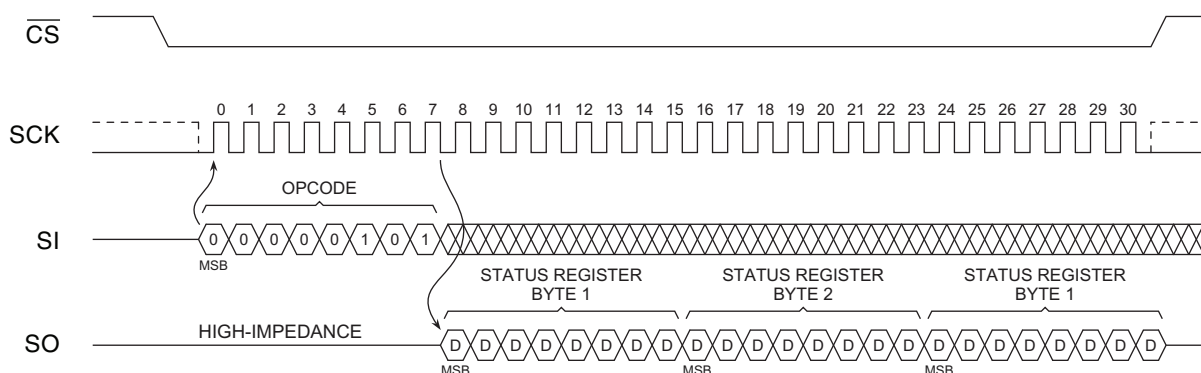 CS
0 1 2 3 4 5 6 7 8 9 10 11 12 13 14 15 16 17 18 19 20 21 22 23 24 25 26 27 28 29 30
SCK
OPCODE
SI
0 0 0 0 0 1 0 1
MSB
STATUS REGISTER
BYTE 1
STATUS REGISTER
BYTE 2
STATUS REGISTER
BYTE 1
HIGH-IMPEDANCE
SO
D D D D D D D D D D D D D D D D D D D D D D D D
MSB MSB MSB